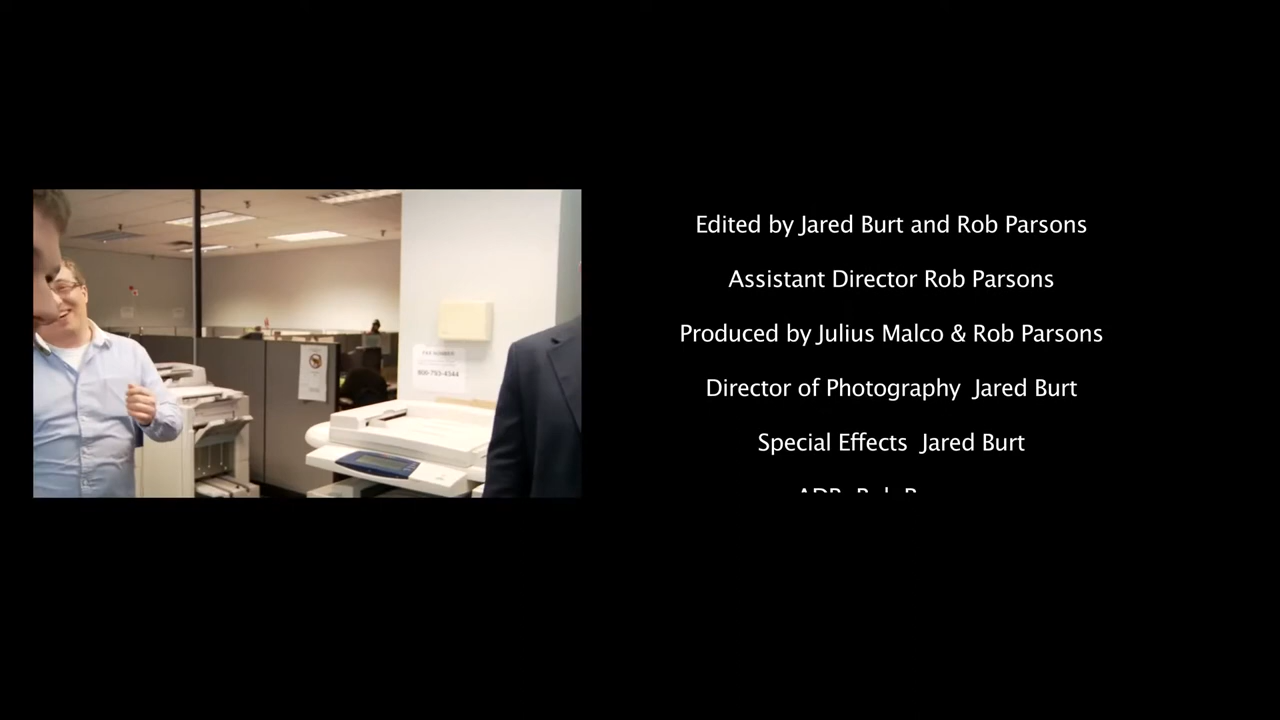 Edited by Jared Burt and Rob Parsons
Assistant Director Rob Parsons
Produced by Julius Malco & Rob Parsons
Director of Photography Jared Burt
Special Effects Jared Burt